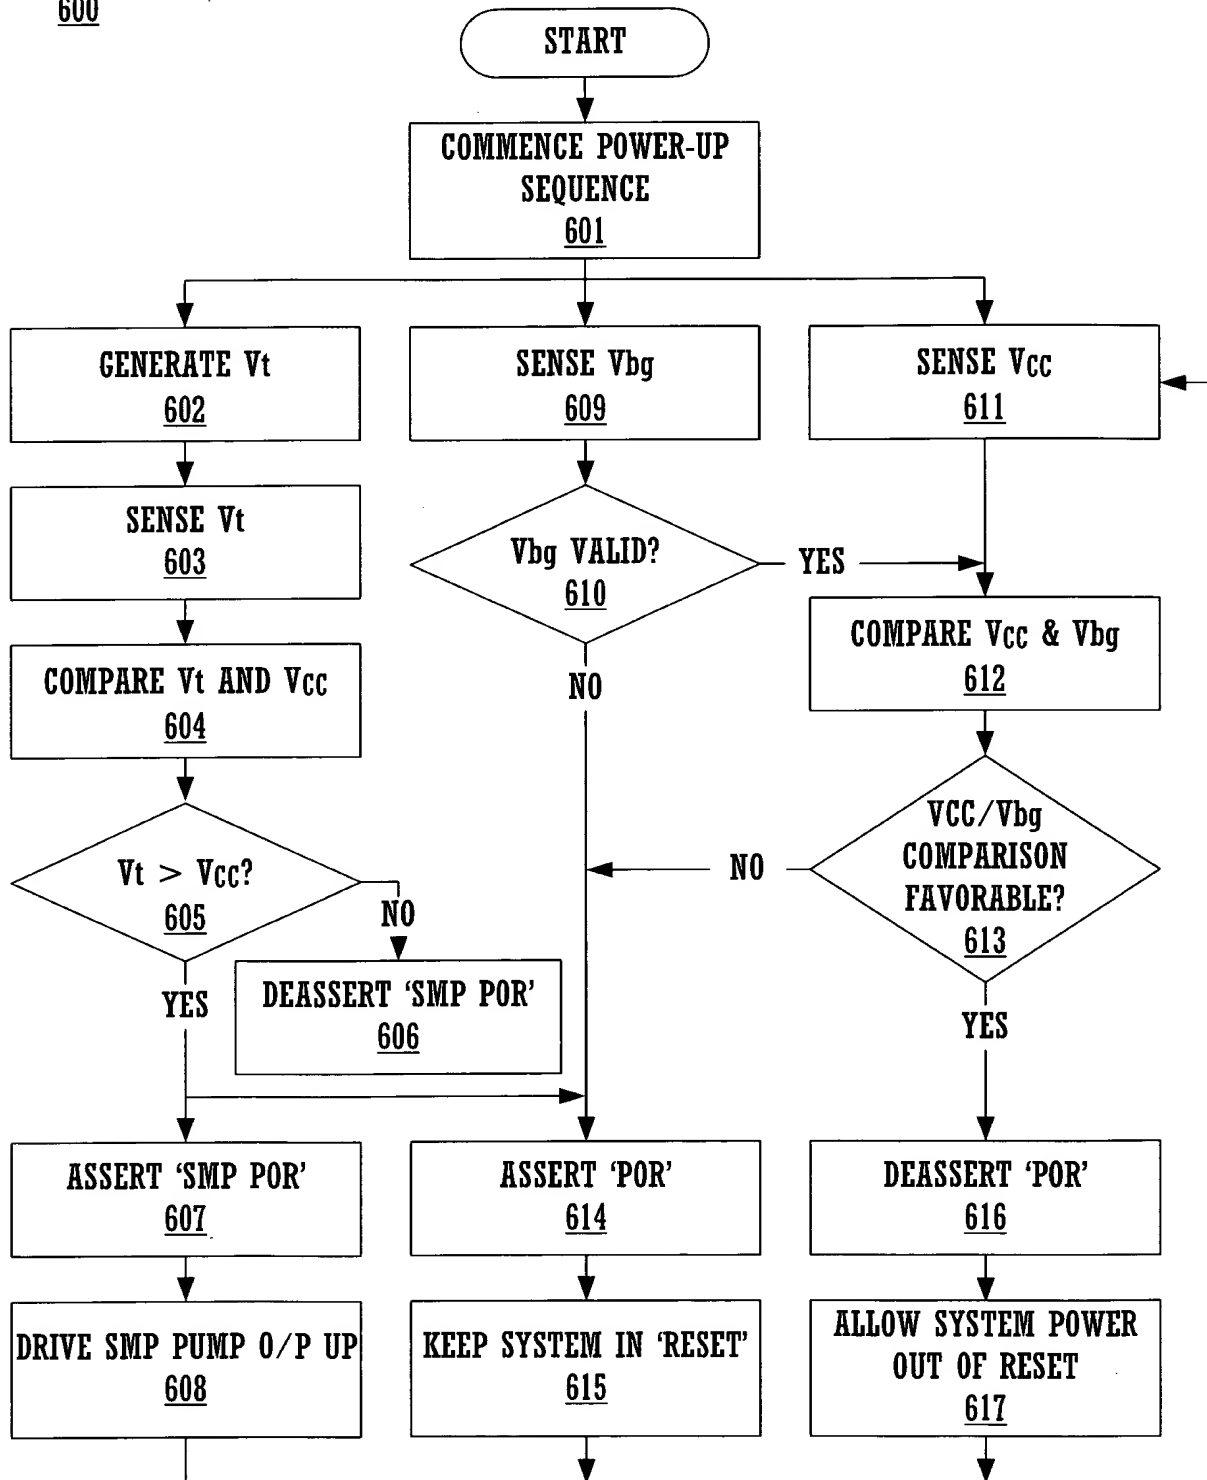 600
START
COMMENCE POWER-UP
SEQUENCE
601
GENERATE Vt
602
SENSE Vbg
609
SENSE VCC
611
SENSE Vt
603
Vbg VALID?
610
YES
COMPARE Vt AND VCC
604
NO
COMPARE VCC & Vbg
612
Vt > VCC?
605
NO
DEASSERT ‘SMP POR’
606
YES
NO
VCC/Vbg
COMPARISON
FAVORABLE?
613
YES
ASSERT ‘SMP POR’
607
ASSERT ‘POR’
614
DEASSERT ‘POR’
616
DRIVE SMP PUMP O/P UP
608
KEEP SYSTEM IN ‘RESET’
615
ALLOW SYSTEM POWER
OUT OF RESET
617